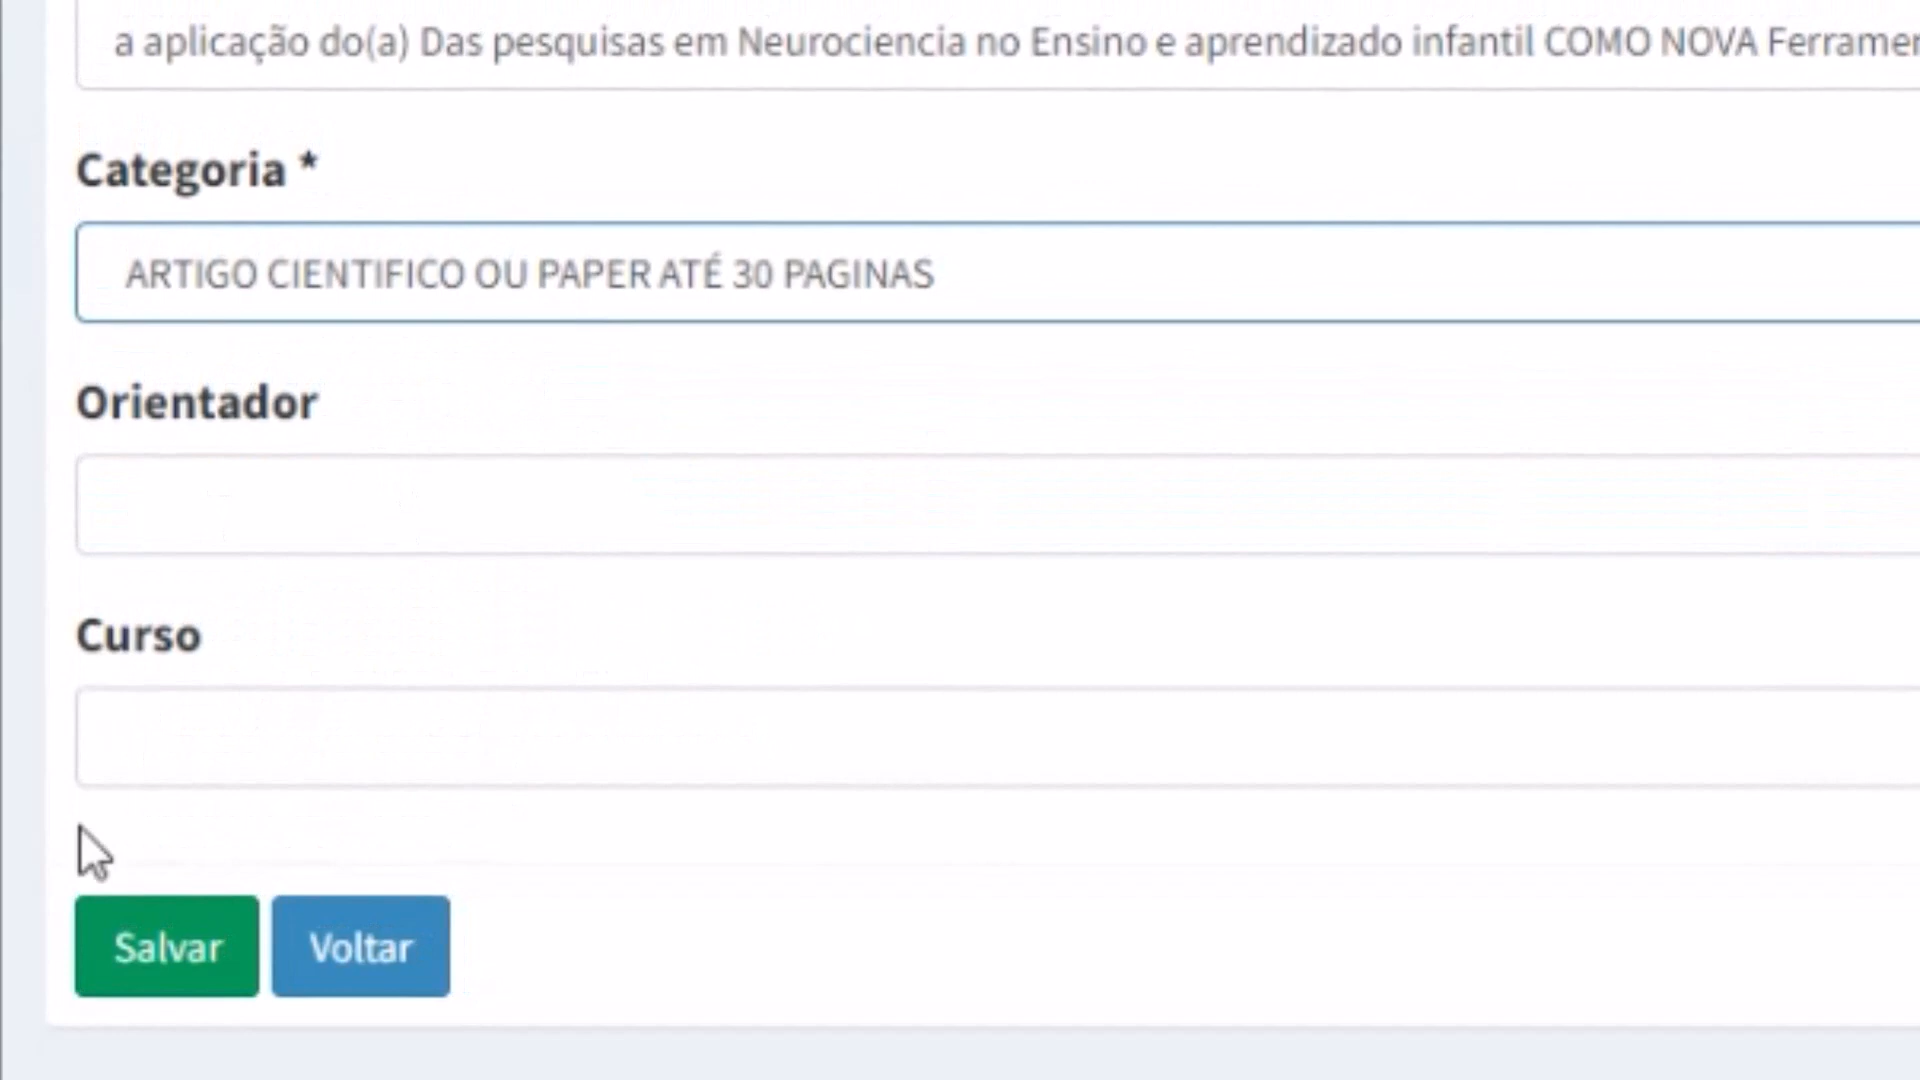 a aplicação do(a) Das pesquisas em Neurociencia no Ensino e aprendizado infantil COMO NOVA
Categoria *
ARTIGO CIENTIFICO OU PAPER ATÉ 30 PAGINAS
Orientador
Curso
Salvar Voltar